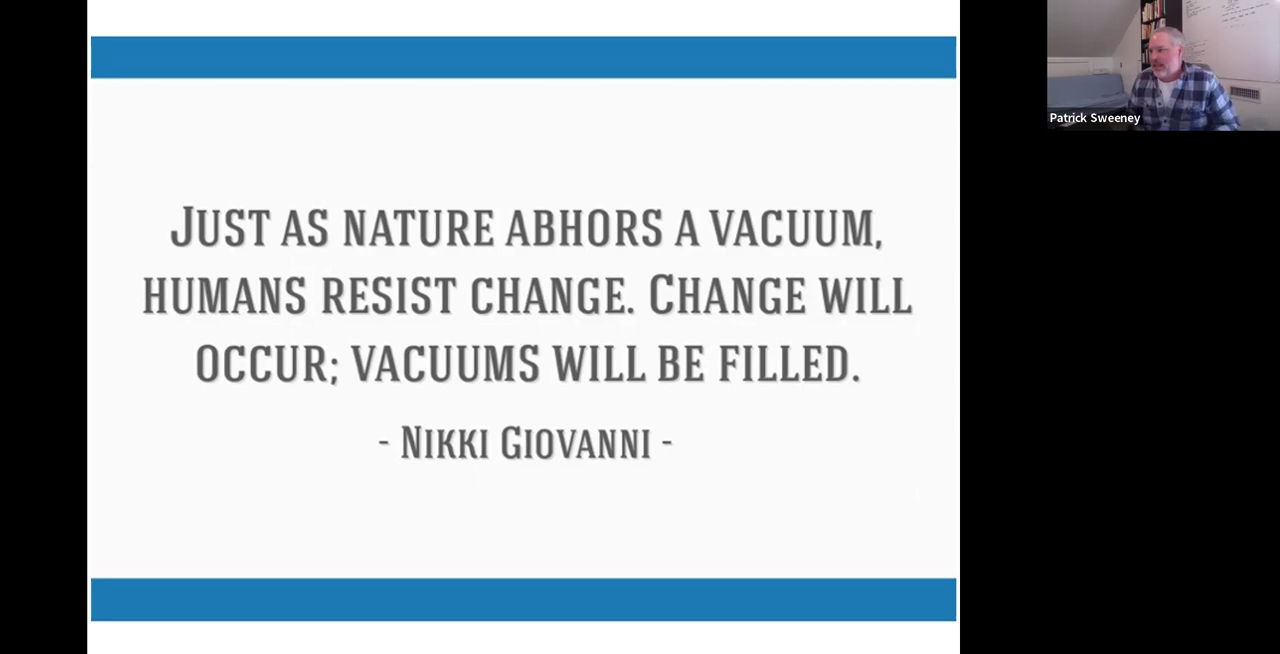 Just as nature abhors a vacuum,
humans resist change. Change will
occur; vacuums will be filled.
- Nikki Giovanni -
Patrick Sweeney